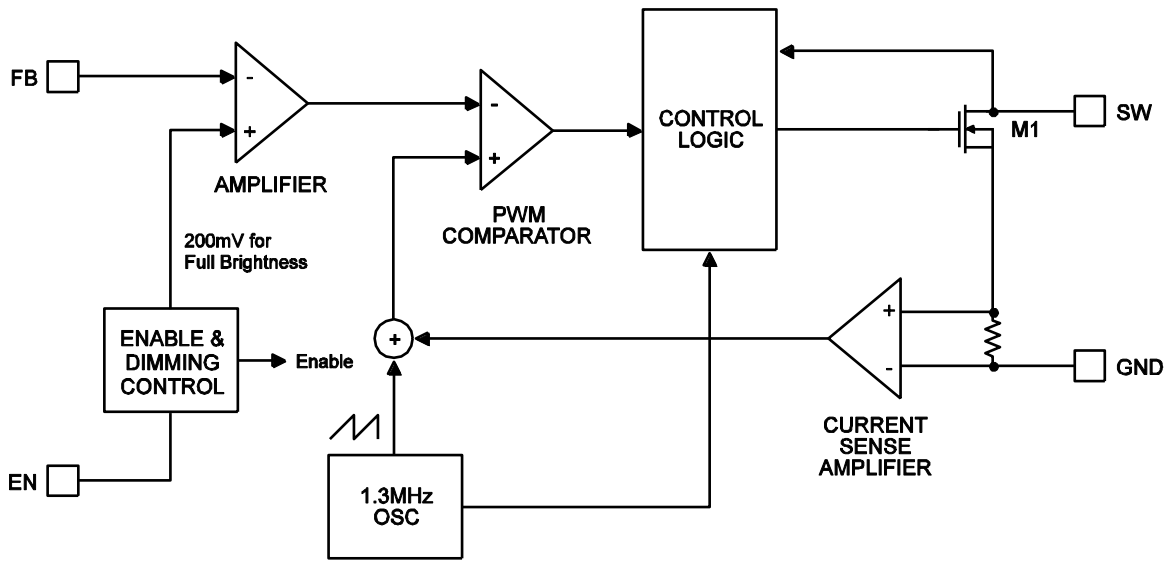 FB
-
+
AMPLIFIER
200mV for
Full Brightness
-
+
PWM
COMPARATOR
CONTROL
LOGIC
M1
SW
ENABLE &
DIMMING
CONTROL
Enable
+
+
-
GND
CURRENT
SENSE
AMPLIFIER
EN
1.3MHz
OSC